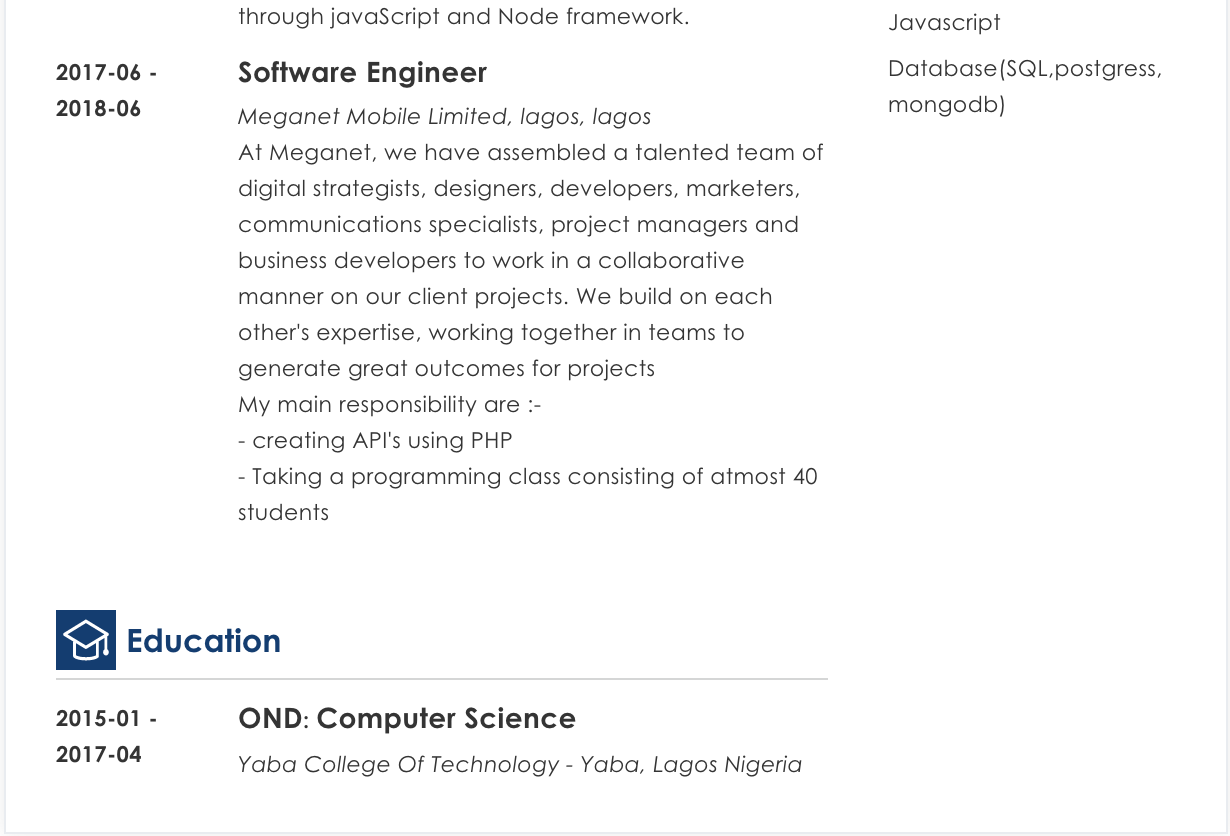 through javaScript and Node framework.
2017-06 -
2018-06
Software Engineer
Meganet Mobile Limited, lagos, lagos
At Meganet, we have assembled a talented team of
digital strategists, designers, developers, marketers,
communications specialists, project managers and
business developers to work in a collaborative
manner on our client projects. We build on each
other's expertise, working together in teams to
generate great outcomes for projects
My main responsibility are :-
- creating API's using PHP
- Taking a programming class consisting of atmost 40
students
Education
2015-01 -
2017-04
OND: Computer Science
Yaba College Of Technology - Yaba, Lagos Nigeria
Javascript
Database(SQL,postgress,
mongodb)